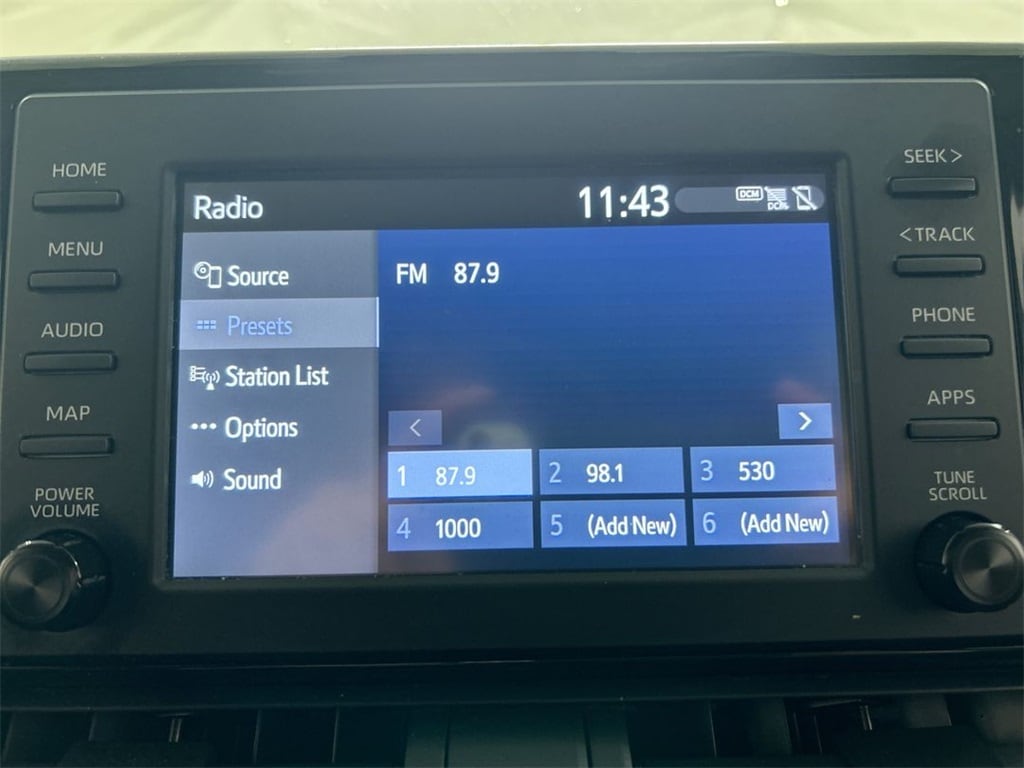 HOME
MENU
AUDIO
MAP
POWER
VOLUME
Radio
11:43
DCM
DCM
Source
Presets
Station List
Options
Sound
FM 87.9
<
>
1 87.9
2 98.1
3 530
4 1000
5 (Add New)
6 (Add New)
SEEK >
< TRACK
PHONE
APPS
TUNE
SCROLL